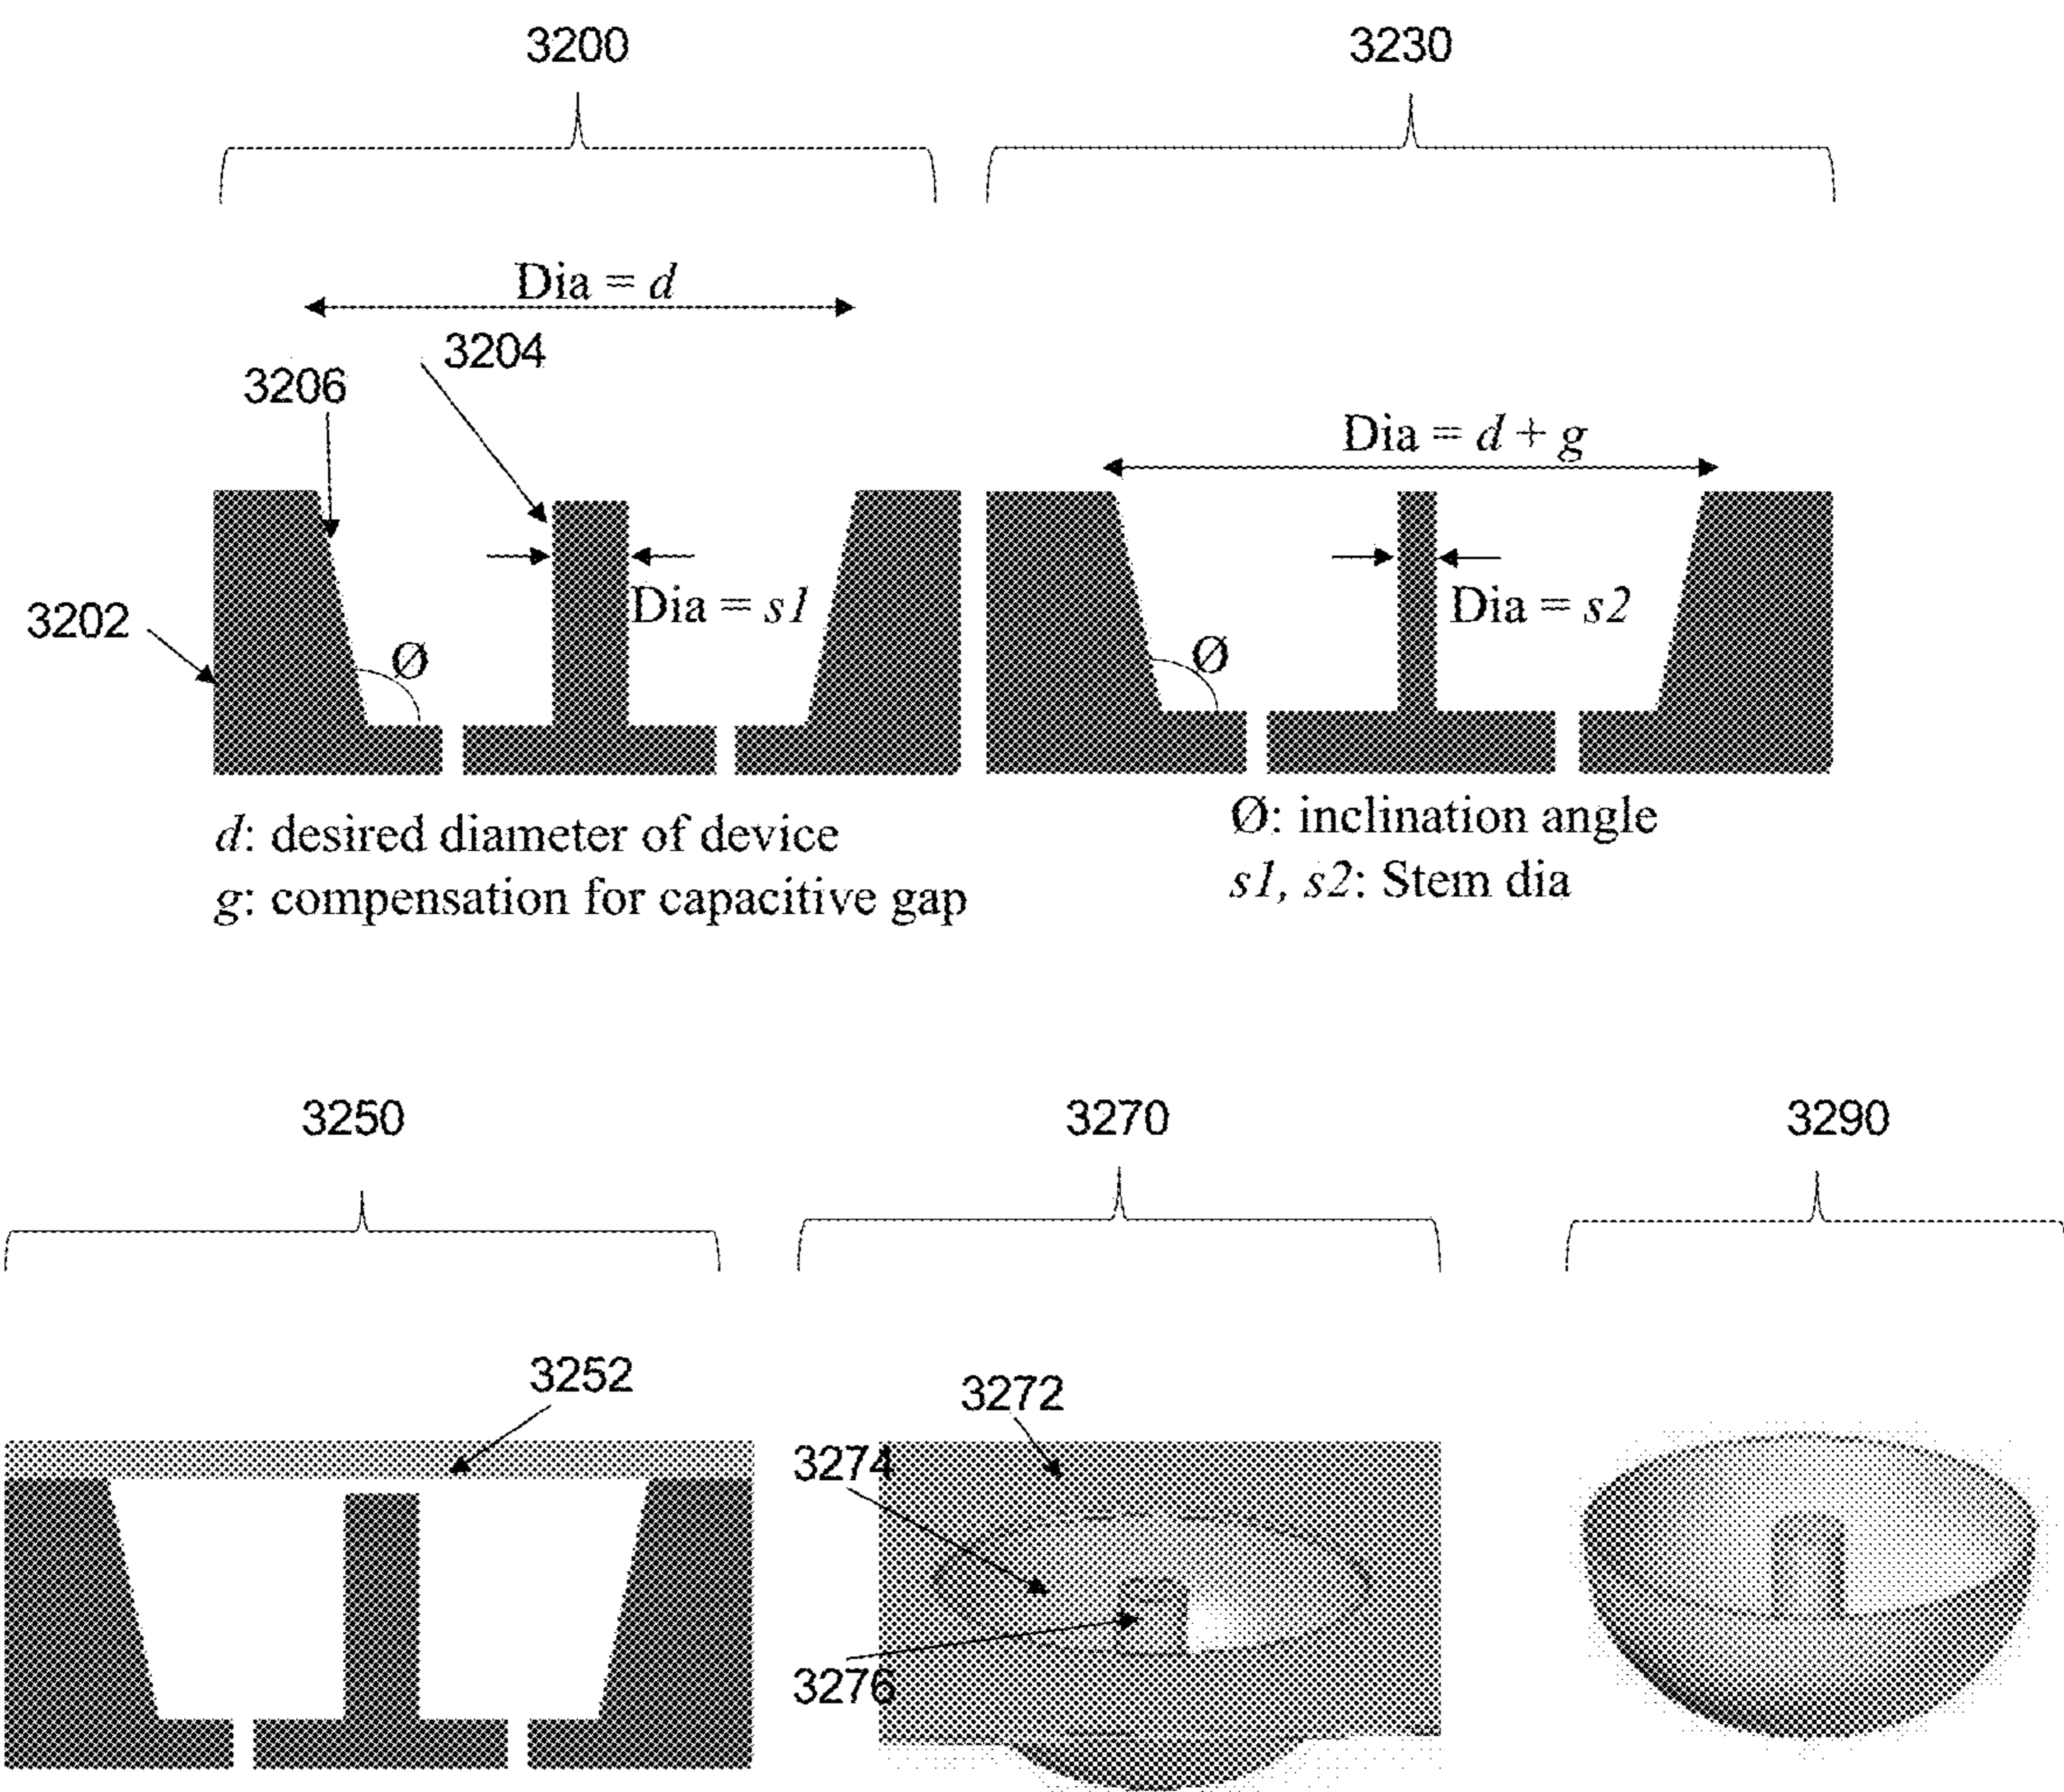 3200
3230
Dia = d
3204
3206
Dia = d + g
3202
Dia = s1
Dia = s2
Ø
Ø
d: desired diameter of device
g: compensation for capacitive gap
Ø: inclination angle
s1, s2: Stem dia
3250
3270
3290
3252
3272
3274
3276